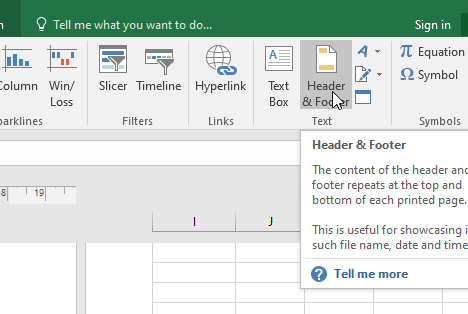 n
Tell me what you want to do...
Sign in
Column
Win/
Loss
Slicer
Timeline
Hyperlink
Text
Box
Header
& Footer
Equation
Symbol
parklines
Filters
Links
Text
Symbols
Header & Footer
The content of the header and
footer repeats at the top and
bottom of each printed page.
This is useful for showcasing i
such file name, date and time
Tell me more
8
19
I
J